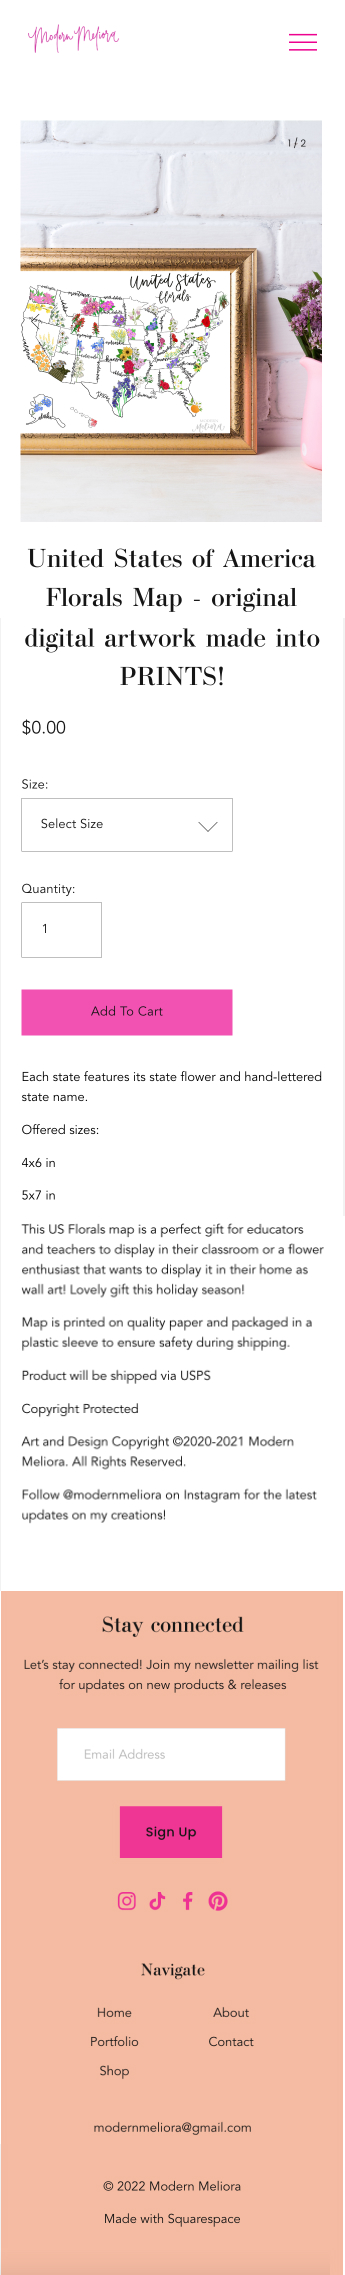 Modern Meliora
1 / 2
United States
florals
Alaska
Meliora
United States of America
Florals Map - original
digital artwork made into
PRINTS!
$0.00
Size:
Select Size
Quantity:
1
Add To Cart
Each state features its state flower and hand-lettered
state name.
Offered sizes:
4x6 in
5x7 in
This US Florals map is a perfect gift for educators
and teachers to display in their classroom or a flower
enthusiast that wants to display it in their home as
wall art! Lovely gift this holiday season!
Map is printed on quality paper and packaged in a
plastic sleeve to ensure safety during shipping.
Product will be shipped via USPS
Copyright Protected
Art and Design Copyright ©2020-2021 Modern
Meliora. All Rights Reserved.
Follow @modernmeliora on Instagram for the latest
updates on my creations!
Stay connected
Let's stay connected! Join my newsletter mailing list
for updates on new products & releases
Email Address
Sign Up
Navigate
Home About
Portfolio Contact
Shop
modernmeliora@gmail.com
© 2022 Modern Meliora
Made with Squarespace